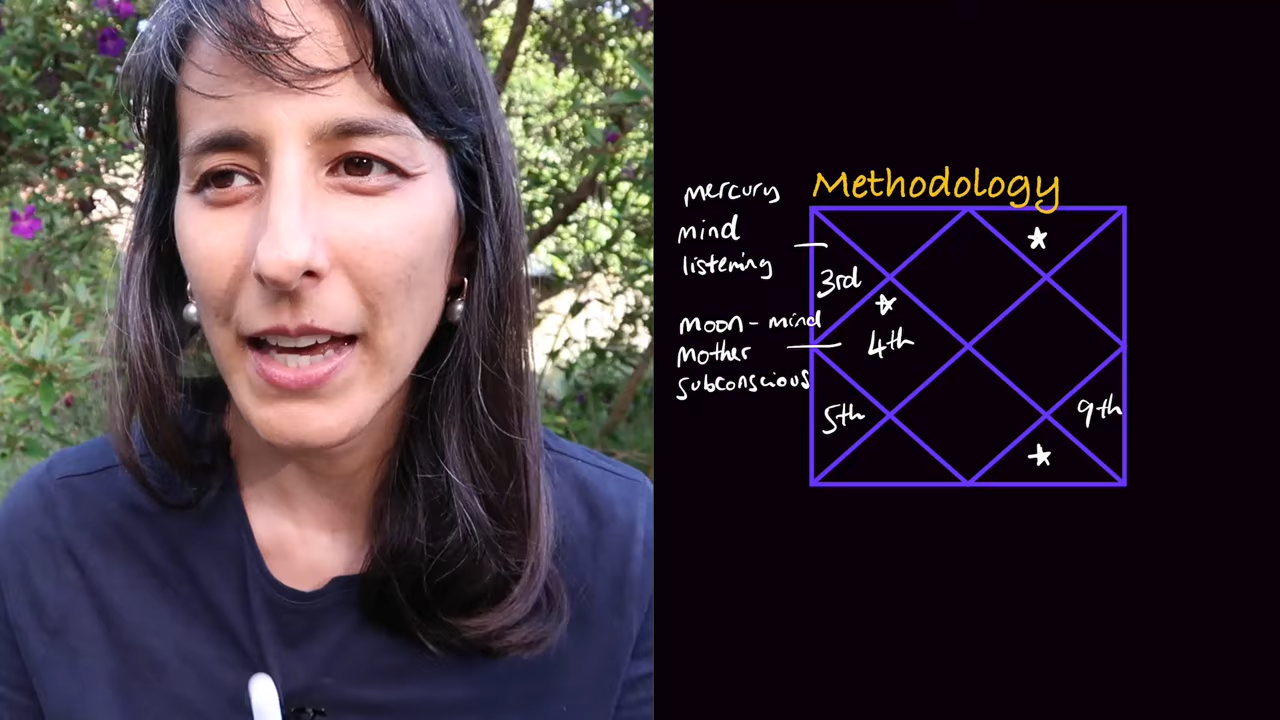 Methodology
mercury
mind
listening
3rd
moon - mind
mother
subconscious
4th
5th
9th